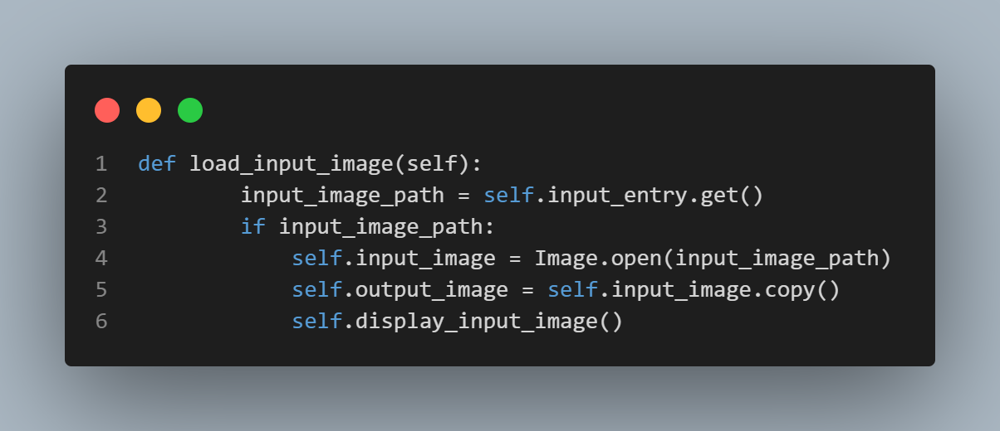 1 def load_input_image(self):
2         input_image_path = self.input_entry.get()
3         if input_image_path:
4             self.input_image = Image.open(input_image_path)
5             self.output_image = self.input_image.copy()
6             self.display_input_image()